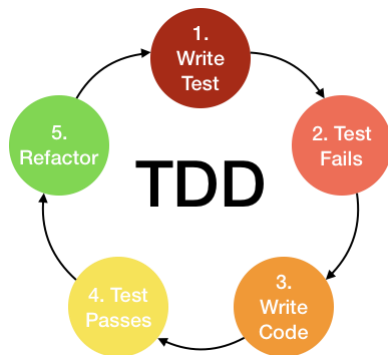 1.
Write
Test
2. Test
Fails
3.
Write
Code
4. Test
Passes
5.
Refactor
TDD